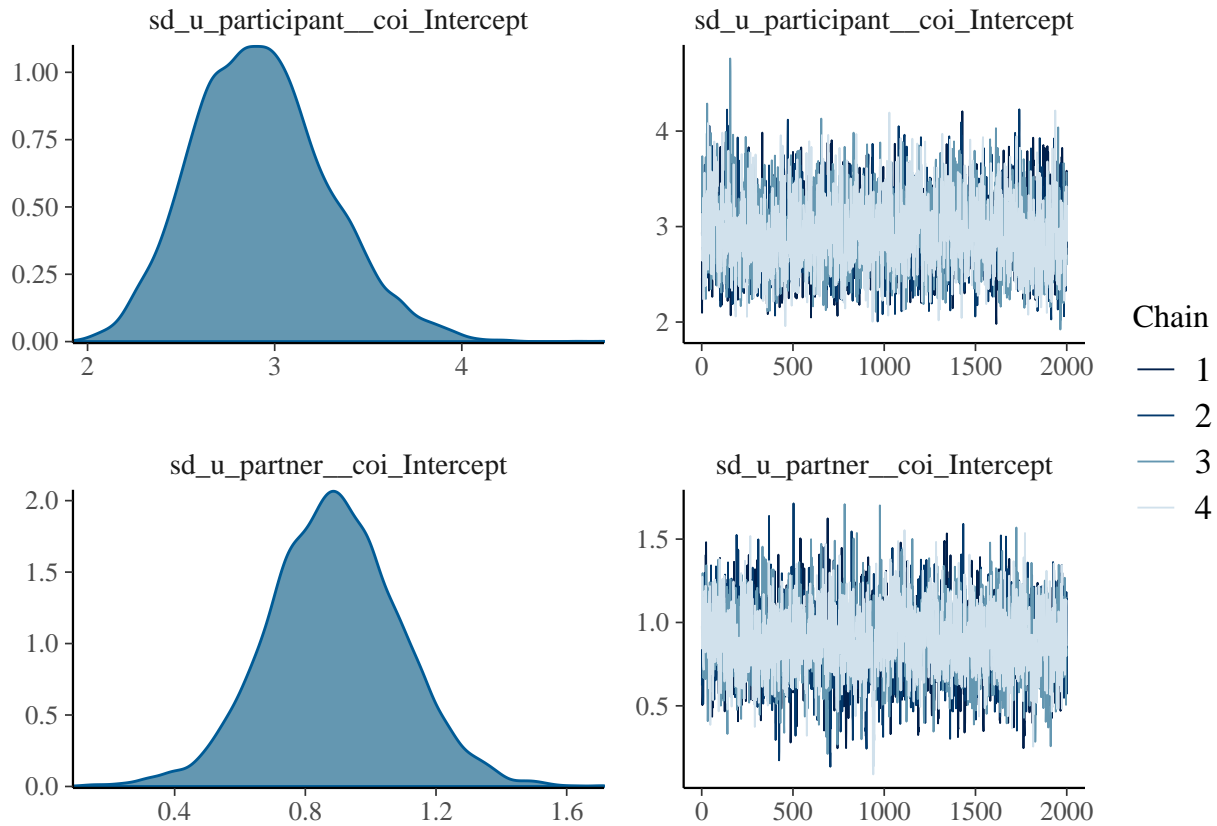 sd_u_participant__coi_Intercept
1.00
0.75
0.50
0.25
0.00
2 3 4
sd_u_participant__coi_Intercept
4
3
2
0 500 1000 1500 2000
sd_u_partner__coi_Intercept
2.0
1.5
1.0
0.5
0.0
0.4 0.8 1.2 1.6
sd_u_partner__coi_Intercept
1.5
1.0
0.5
0 500 1000 1500 2000
Chain
1
2
3
4